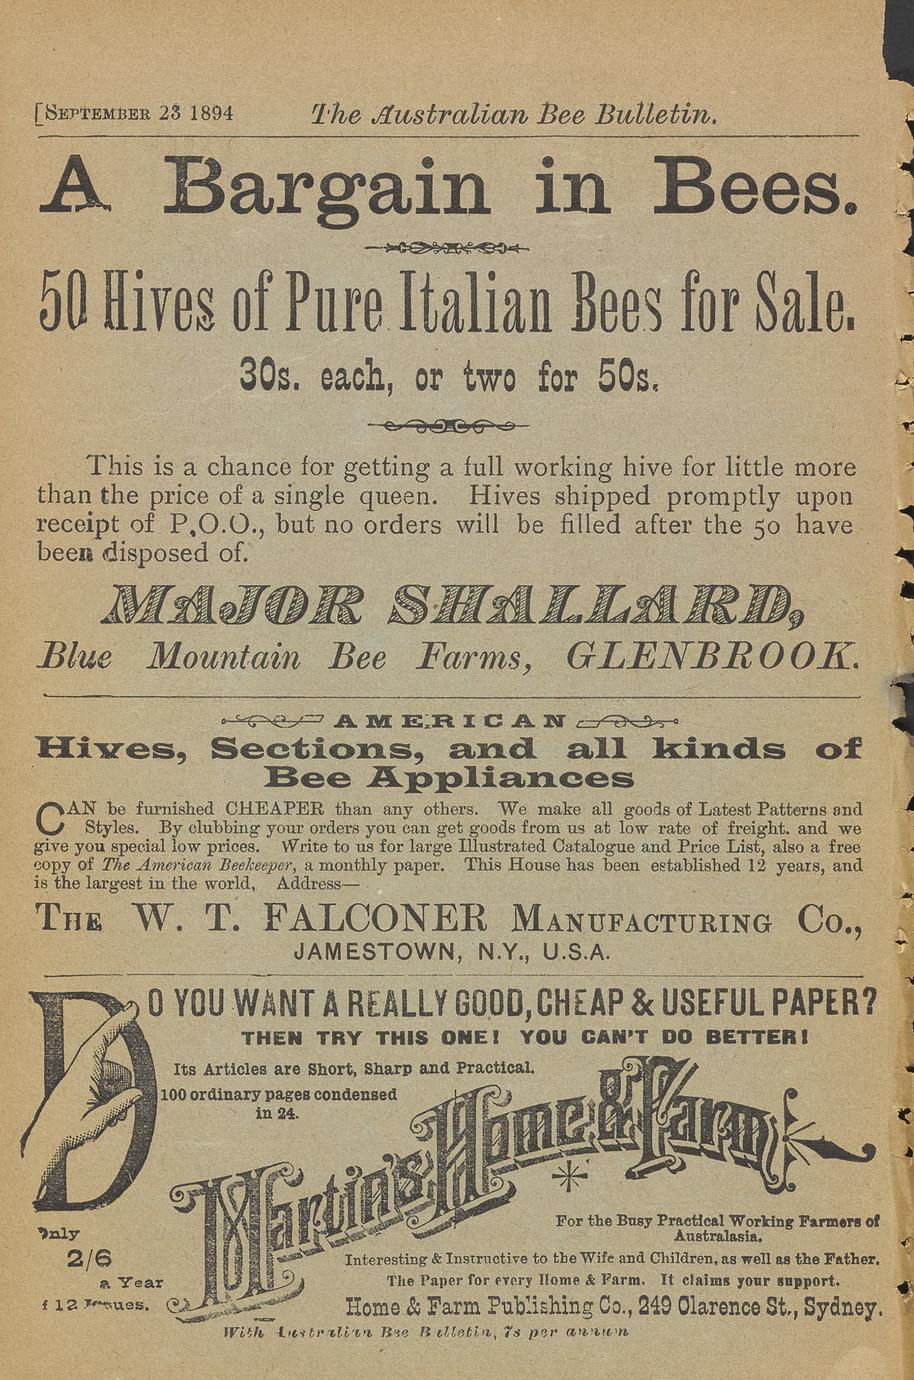 [SEPTEMBER 23 1894 The Australian Bee Bulletin.
A Bargain in Bees.
50 Hives of Pure Italian Bees for Sale.
30s. each, or two for 50s.
This is a chance for getting a full working hive for little more
than the price of a single queen. Hives shipped promptly upon
receipt of P.O.O., but no orders will be filled after the 50 have
been disposed of.
MAJOR SHALLARD,
Blue Mountain Bee Farms, GLENBROOK.
AMERICAN
Hives, Sections, and all kinds of
Bee Appliances
CAN be furnished CHEAPER than any others. We make all goods of Latest Patterns and
Styles. By clubbing your orders you can get goods from us at low rate of freight. and we
give you special low prices. Write to us for large Illustrated Catalogue and Price List, also a free
copy of The American Beekeeper, a monthly paper. This House has been established 12 years, and
is the largest in the world, Address—
THE W. T. FALCONER MANUFACTURING CO.,
JAMESTOWN, N.Y., U.S.A.
DO YOU WANT A REALLY GOOD, CHEAP & USEFUL PAPER?
THEN TRY THIS ONE! YOU CAN'T DO BETTER!
Its Articles are Short, Sharp and Practical.
100 ordinary pages condensed
in 24.
Martin's Home & Farm
For the Busy Practical Working Farmers of
Australasia.
Only
2/6
a Year
f 12 Issues.
Interesting & Instructive to the Wife and Children, as well as the Father.
The Paper for every Home & Farm. It claims your support.
Home & Farm Publishing Co., 249 Clarence St., Sydney.
With Australian Bee Bulletin, 7s per annum